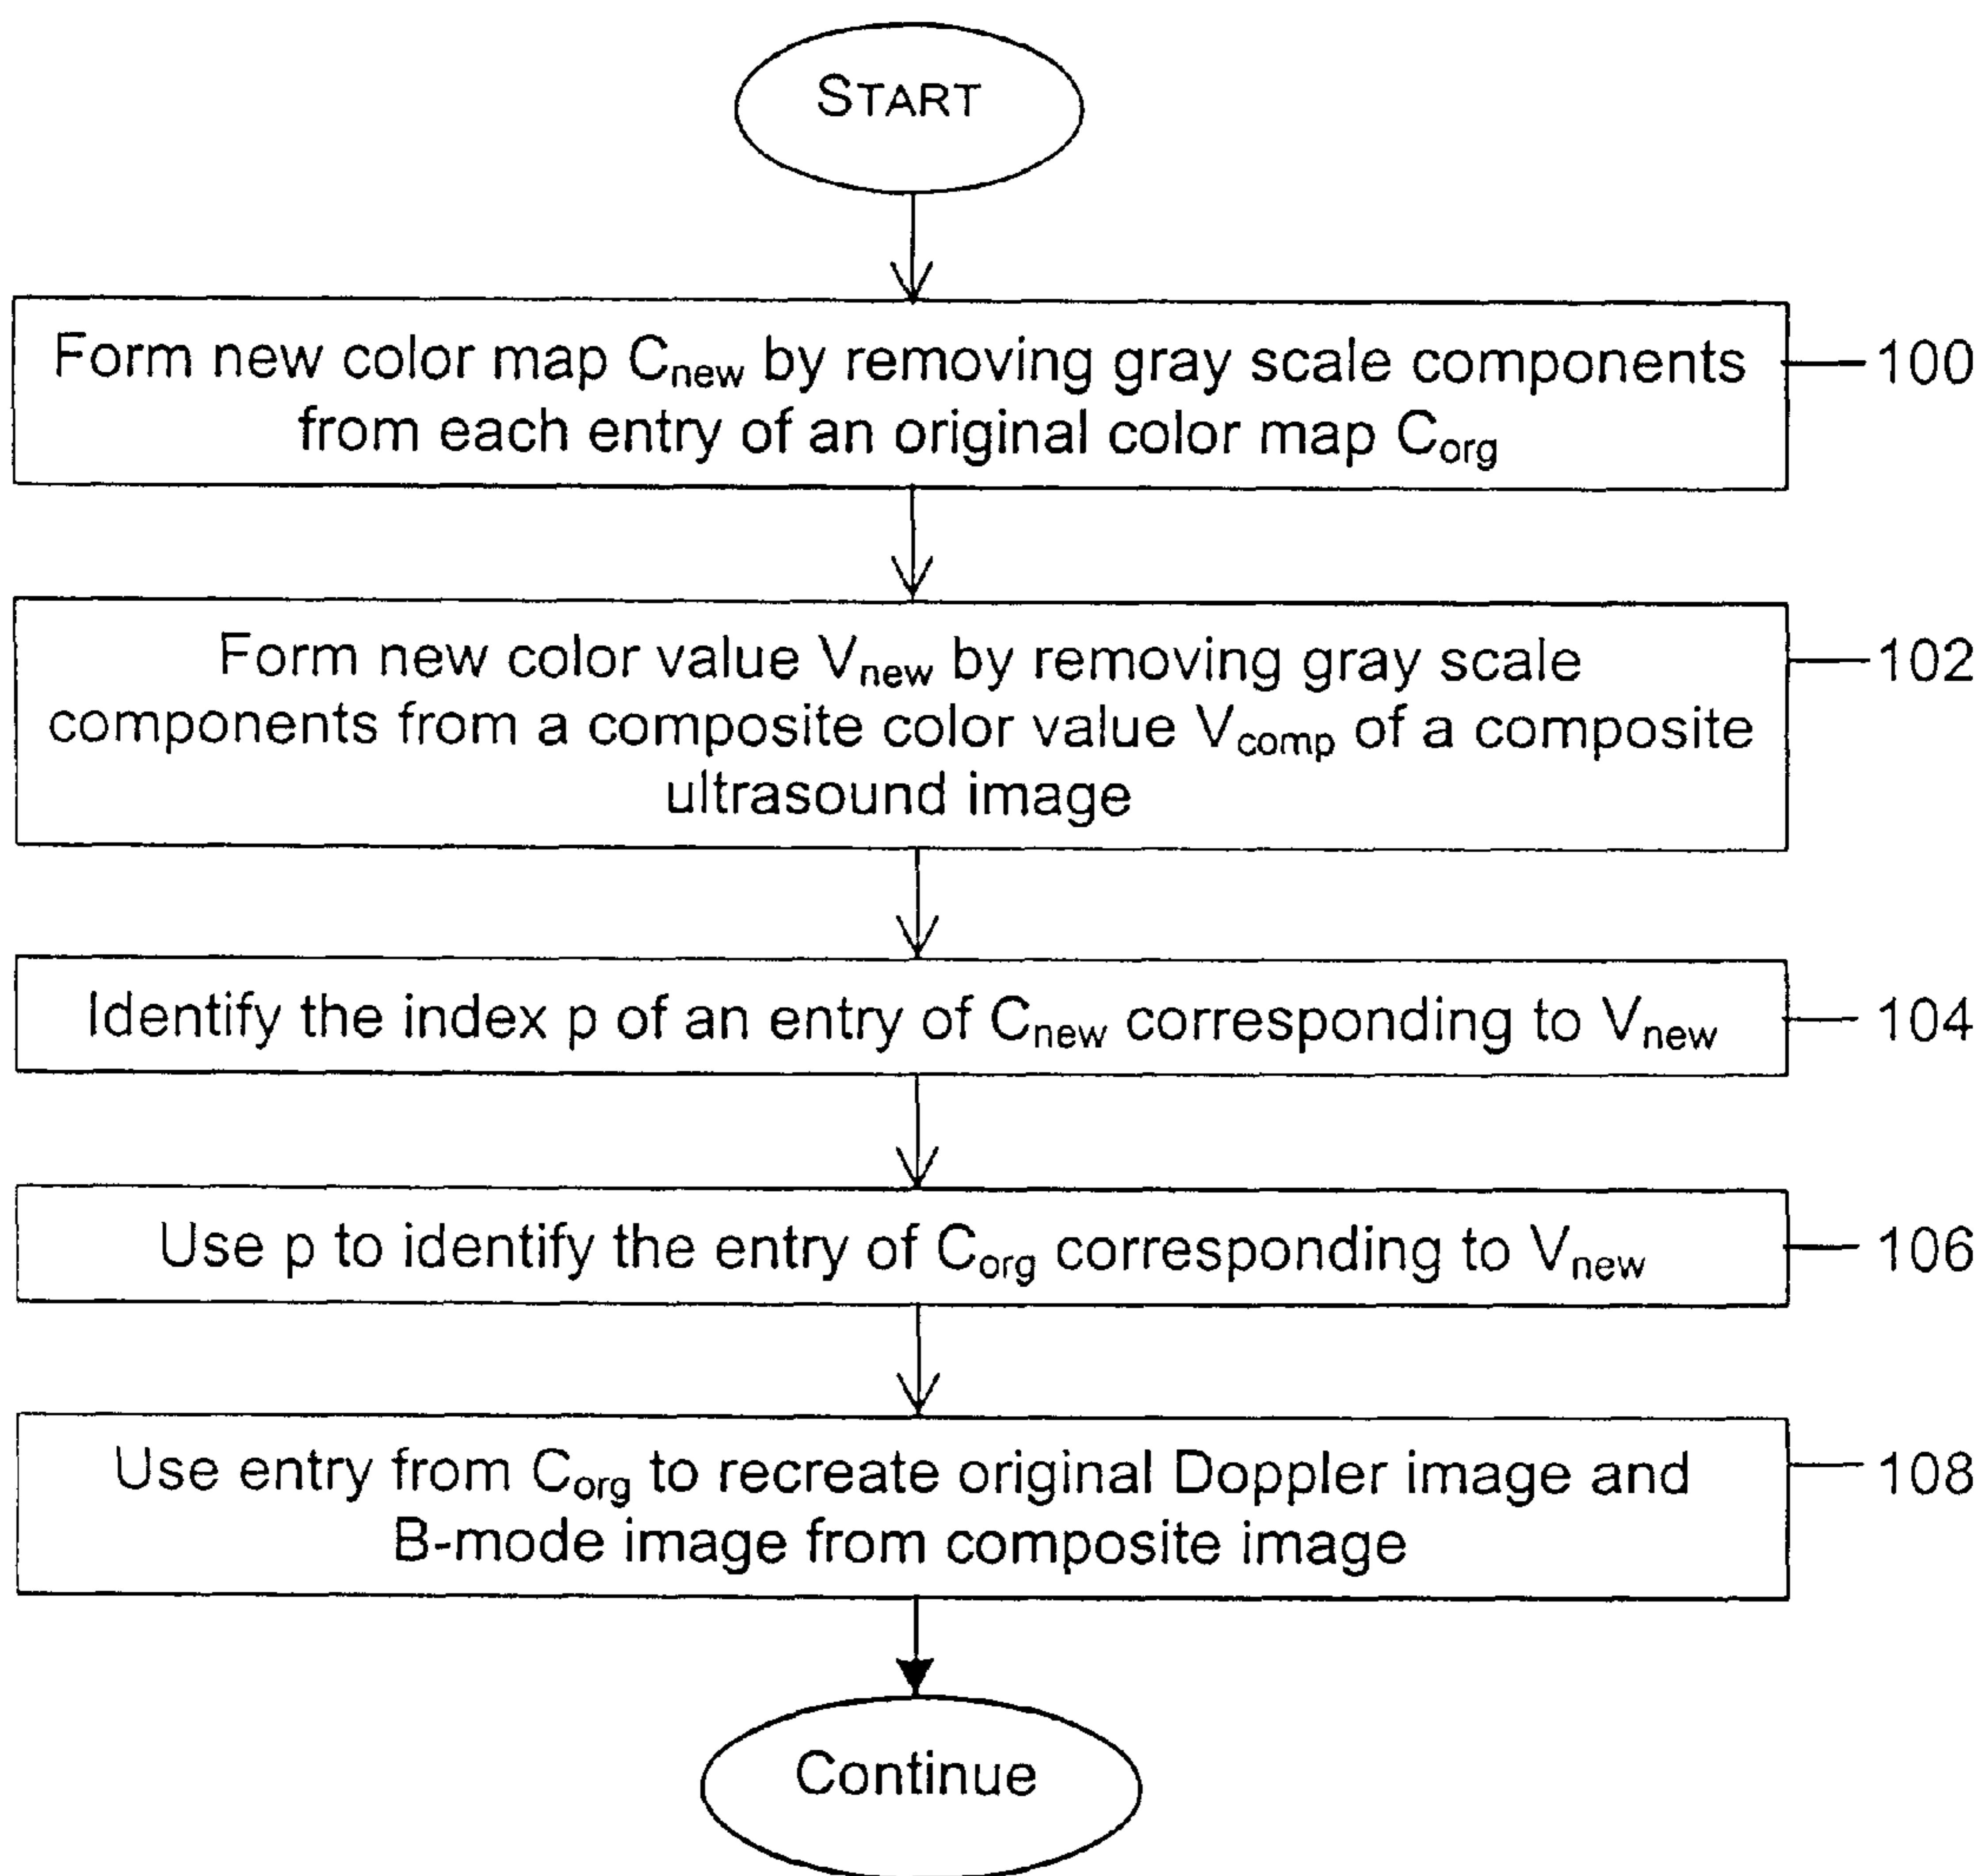 START
Form new color map Cnew by removing gray scale components
from each entry of an original color map Corg
100
Form new color value Vnew by removing gray scale
components from a composite color value Vcomp of a composite
ultrasound image
102
Identify the index p of an entry of Cnew corresponding to Vnew
104
Use p to identify the entry of Corg corresponding to Vnew
106
Use entry from Corg to recreate original Doppler image and
B-mode image from composite image
108
Continue